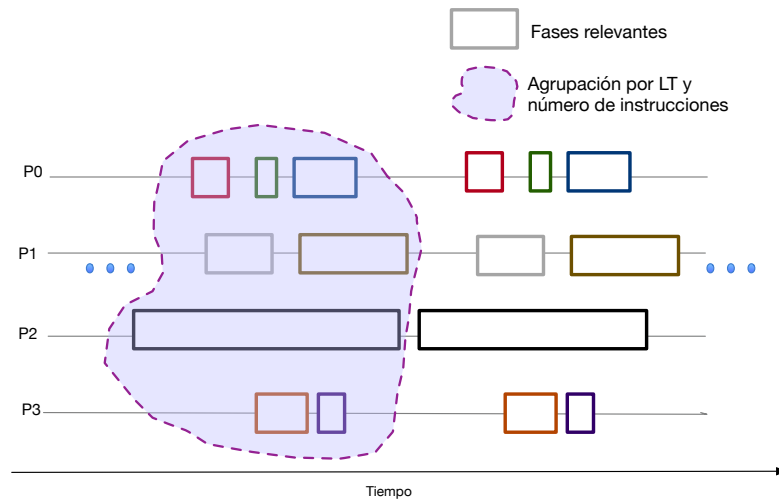 Fases relevantes
Agrupación por LT y
número de instrucciones
P0
P1
P2
P3
Tiempo